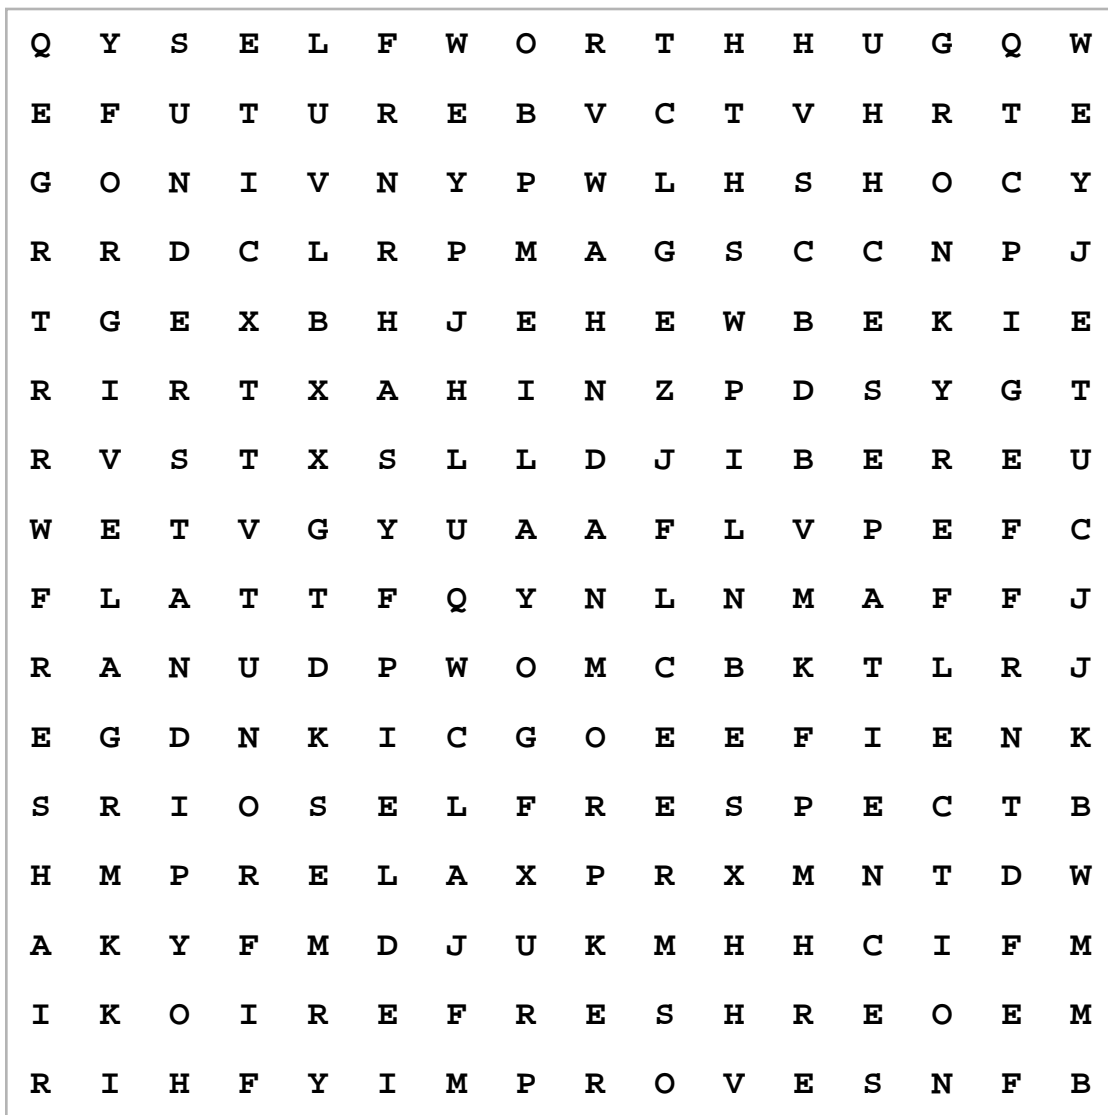 Q Y S E L F W O R T H H U G Q W
E F U T U R E B V C T V H R T E
G O N I V N Y P W L H S H O C Y
R R D C L R P M A G S C C N P J
T G E X B H J E H E W B E K I E
R I R T X A H I N Z P D S Y G T
R V S T X S L L D J I B E R E U
W E T V G Y U A A F L V P E F C
F L A T T F Q Y N L N M A F F J
R A N U D P W O M C B K T L R J
E G D N K I C G O E E F I E N K
S R I O S E L F R E S P E C T B
H M P R E L A X P R X M N T D W
A K Y F M D J U K M H H C I F M
I K O I R E F R E S H R E O E M
R I H F Y I M P R O V E S N F B